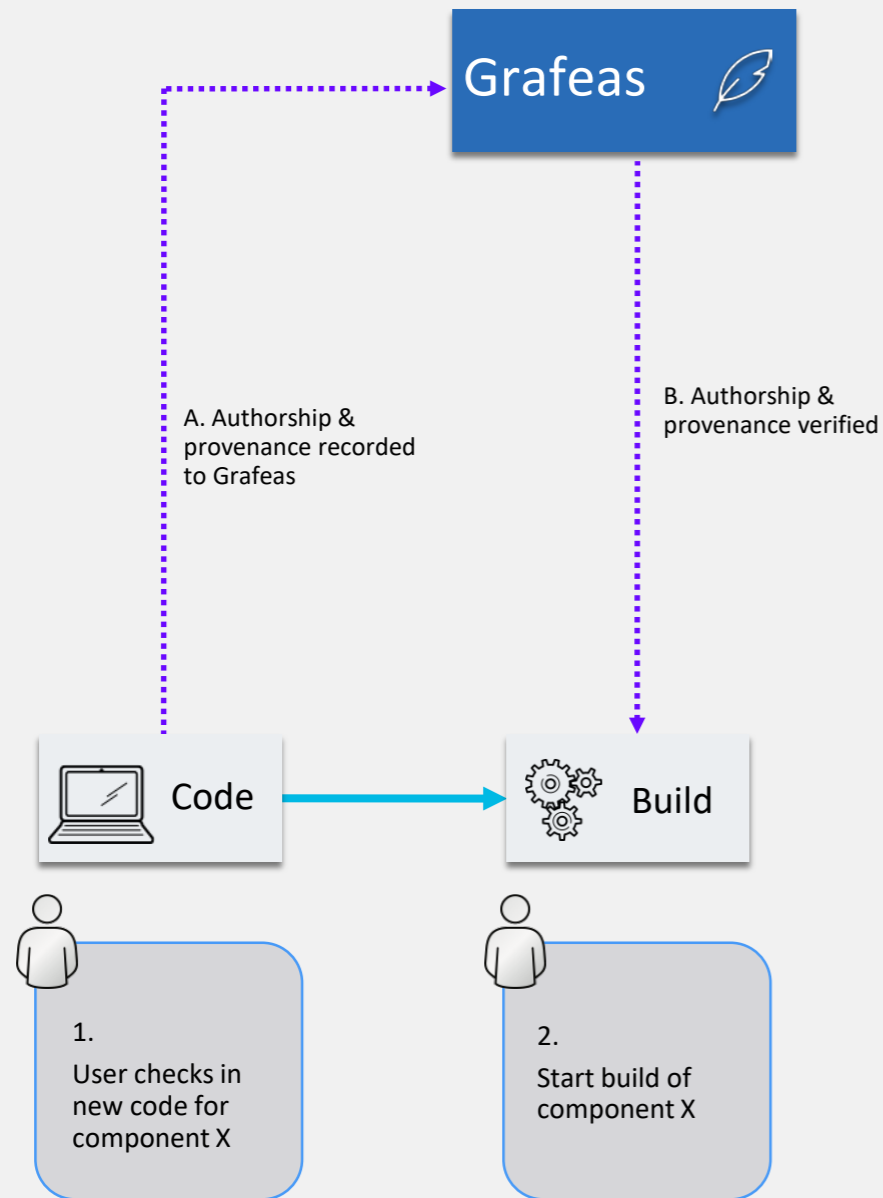 Grafeas
A. Authorship &
provenance recorded
to Grafeas
B. Authorship &
provenance verified
Code
Build
1.
User checks in
new code for
component X
2.
Start build of
component X